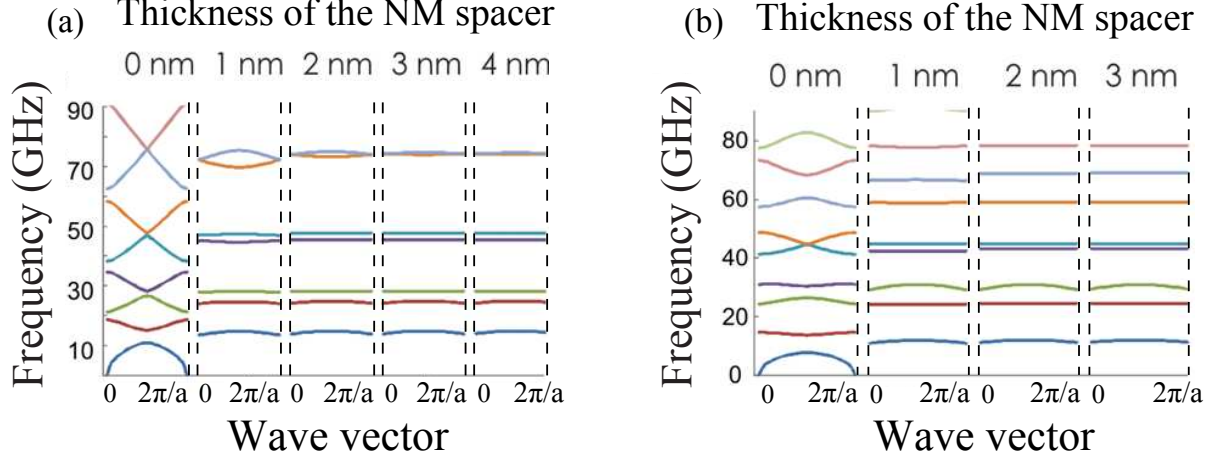 (a) Thickness of the NM spacer
0 nm 1 nm 2 nm 3 nm 4 nm
Frequency (GHz)
90
70
50
30
10
0 2π/a 0 2π/a 0 2π/a 0 2π/a 0 2π/a
Wave vector
(b) Thickness of the NM spacer
0 nm 1 nm 2 nm 3 nm
Frequency (GHz)
80
60
40
20
0
0 2π/a 0 2π/a 0 2π/a 0 2π/a
Wave vector